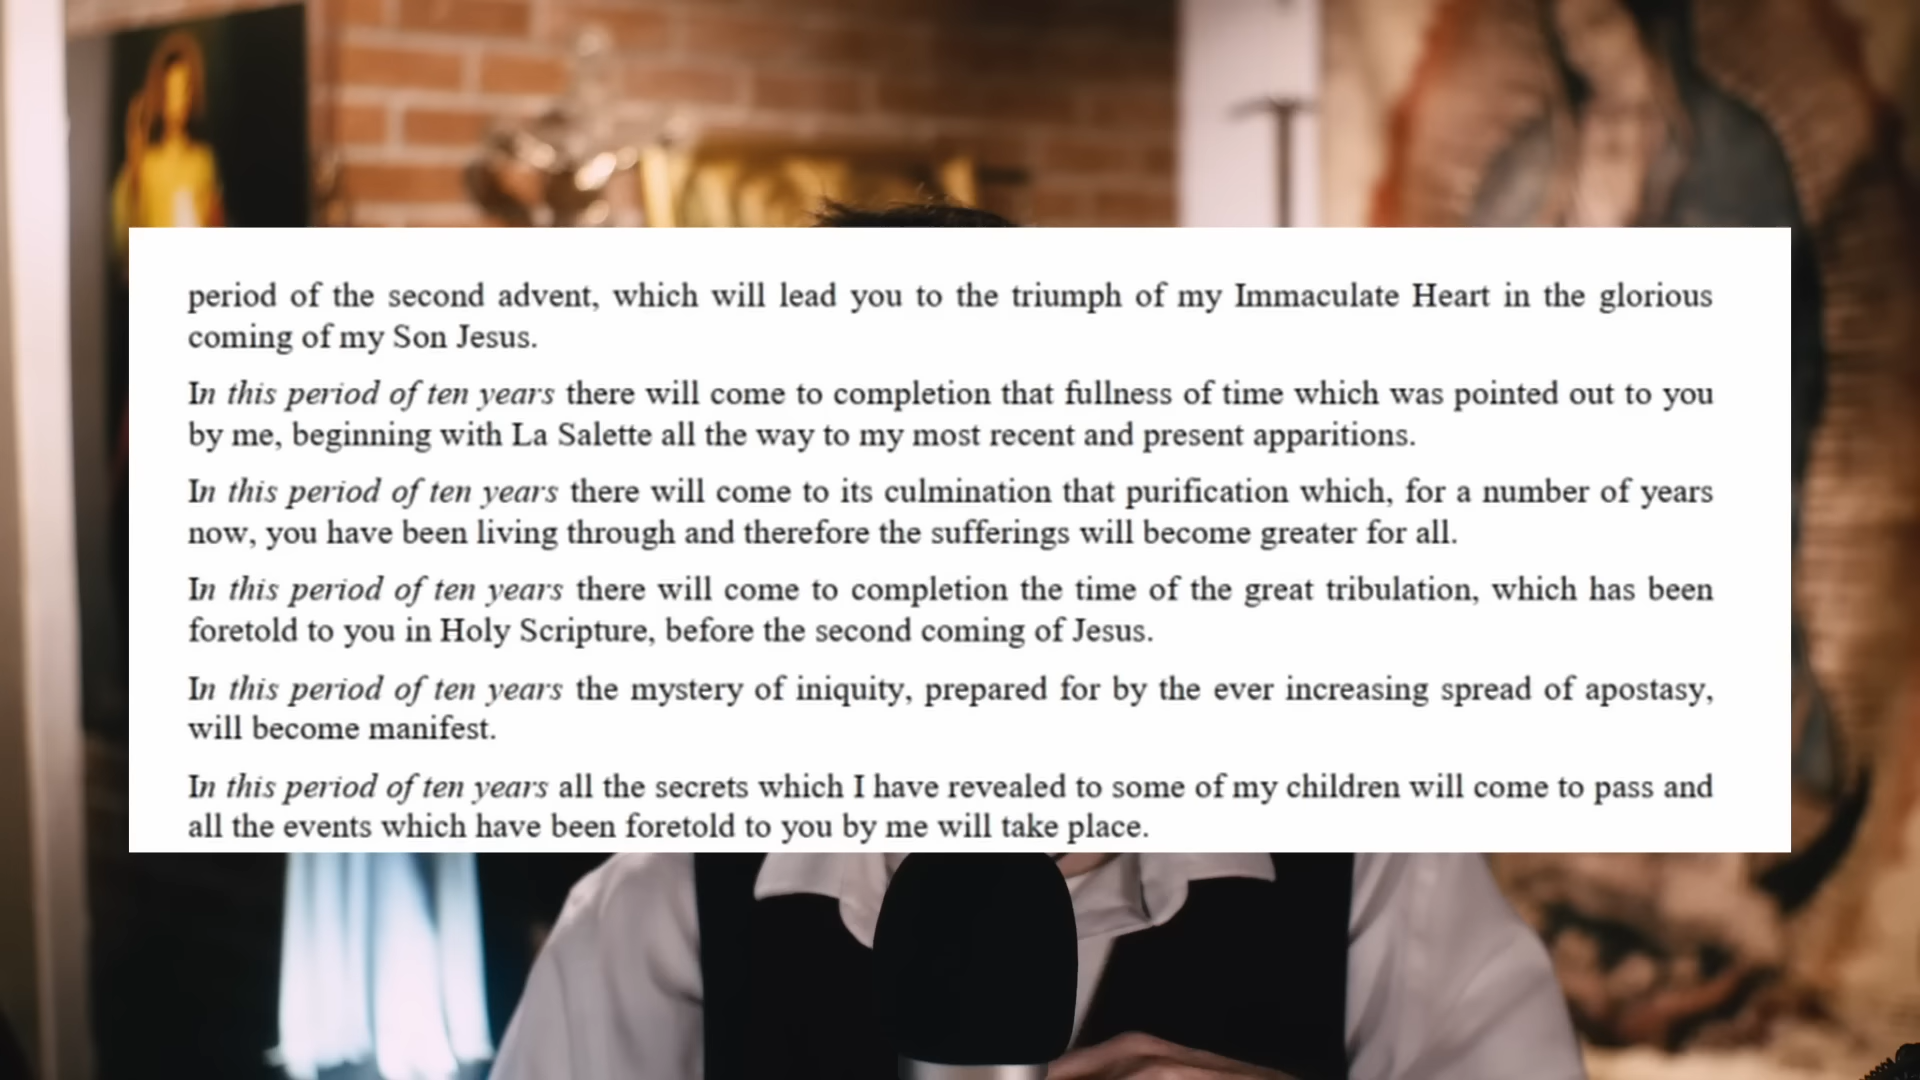 period of the second advent, which will lead you to the triumph of my Immaculate Heart in the glorious
coming of my Son Jesus.
In this period of ten years there will come to completion that fullness of time which was pointed out to you
by me, beginning with La Salette all the way to my most recent and present apparitions.
In this period of ten years there will come to its culmination that purification which, for a number of years
now, you have been living through and therefore the sufferings will become greater for all.
In this period of ten years there will come to completion the time of the great tribulation, which has been
foretold to you in Holy Scripture, before the second coming of Jesus.
In this period of ten years the mystery of iniquity, prepared for by the ever increasing spread of apostasy,
will become manifest.
In this period of ten years all the secrets which I have revealed to some of my children will come to pass and
all the events which have been foretold to you by me will take place.